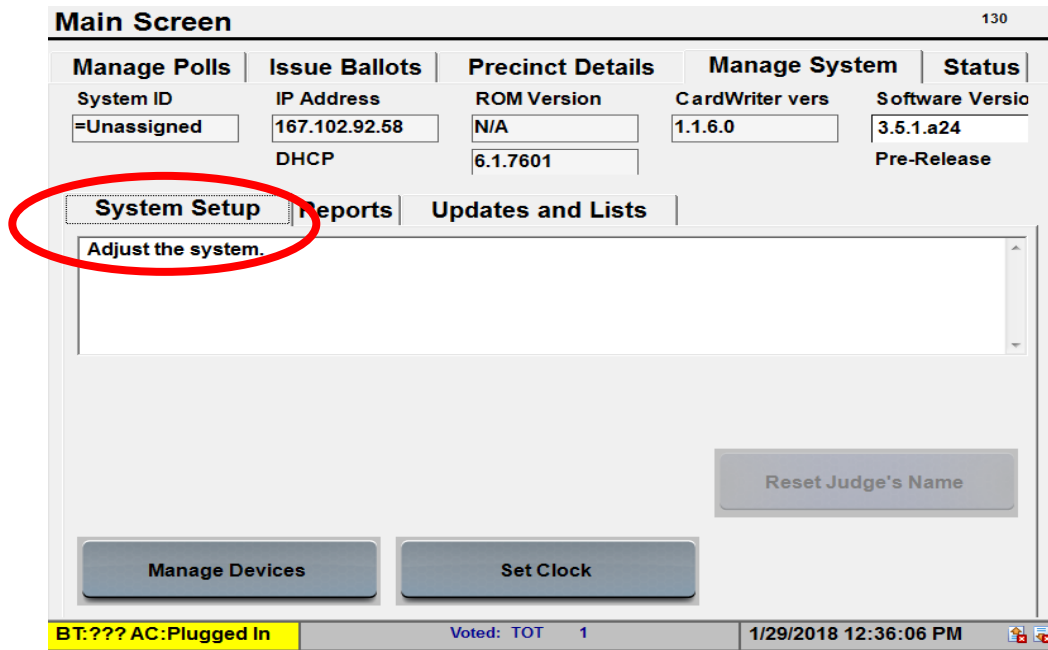 Main Screen 130
Manage Polls Issue Ballots Precinct Details Manage System Status
System ID IP Address ROM Version CardWriter vers Software Versio
=Unassigned 167.102.92.58 N/A 1.1.6.0 3.5.1.a24
DHCP 6.1.7601 Pre-Release
System Setup Reports Updates and Lists
Adjust the system.
Reset Judge's Name
Manage Devices Set Clock
BT:??? AC:Plugged In Voted: TOT 1 1/29/2018 12:36:06 PM